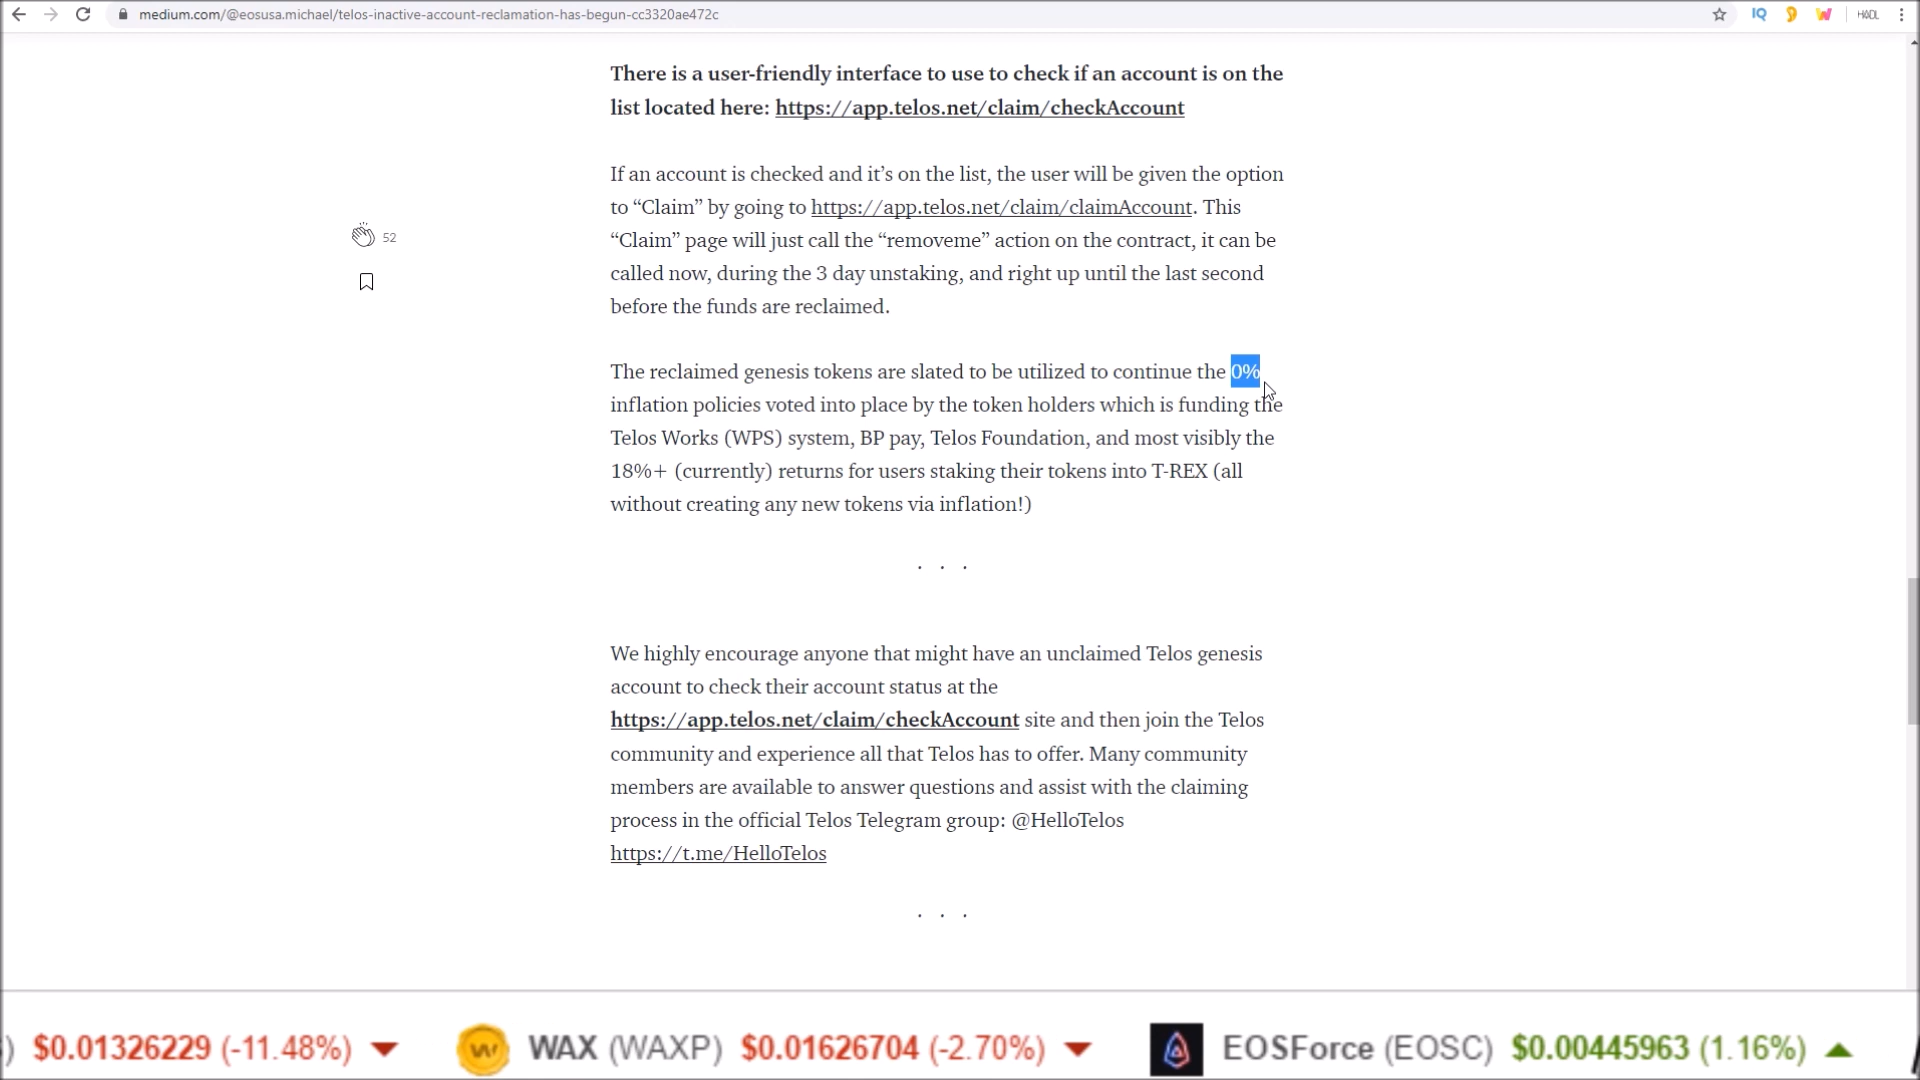 medium.com/@eosusa.michael/telos-inactive-account-reclamation-has-begun-cc3320ae472c
There is a user-friendly interface to use to check if an account is on the
list located here: https://app.telos.net/claim/checkAccount
If an account is checked and it’s on the list, the user will be given the option
to “Claim” by going to https://app.telos.net/claim/claimAccount. This
“Claim” page will just call the “removeme” action on the contract, it can be
called now, during the 3 day unstaking, and right up until the last second
before the funds are reclaimed.
52
The reclaimed genesis tokens are slated to be utilized to continue the 0%
inflation policies voted into place by the token holders which is funding the
Telos Works (WPS) system, BP pay, Telos Foundation, and most visibly the
18%+ (currently) returns for users staking their tokens into T-REX (all
without creating any new tokens via inflation!)
. . .
We highly encourage anyone that might have an unclaimed Telos genesis
account to check their account status at the
https://app.telos.net/claim/checkAccount site and then join the Telos
community and experience all that Telos has to offer. Many community
members are available to answer questions and assist with the claiming
process in the official Telos Telegram group: @HelloTelos
https://t.me/HelloTelos
. . .
) $0.01326229 (-11.48%) WAX (WAXP) $0.01626704 (-2.70%) EOSForce (EOSC) $0.00445963 (1.16%)